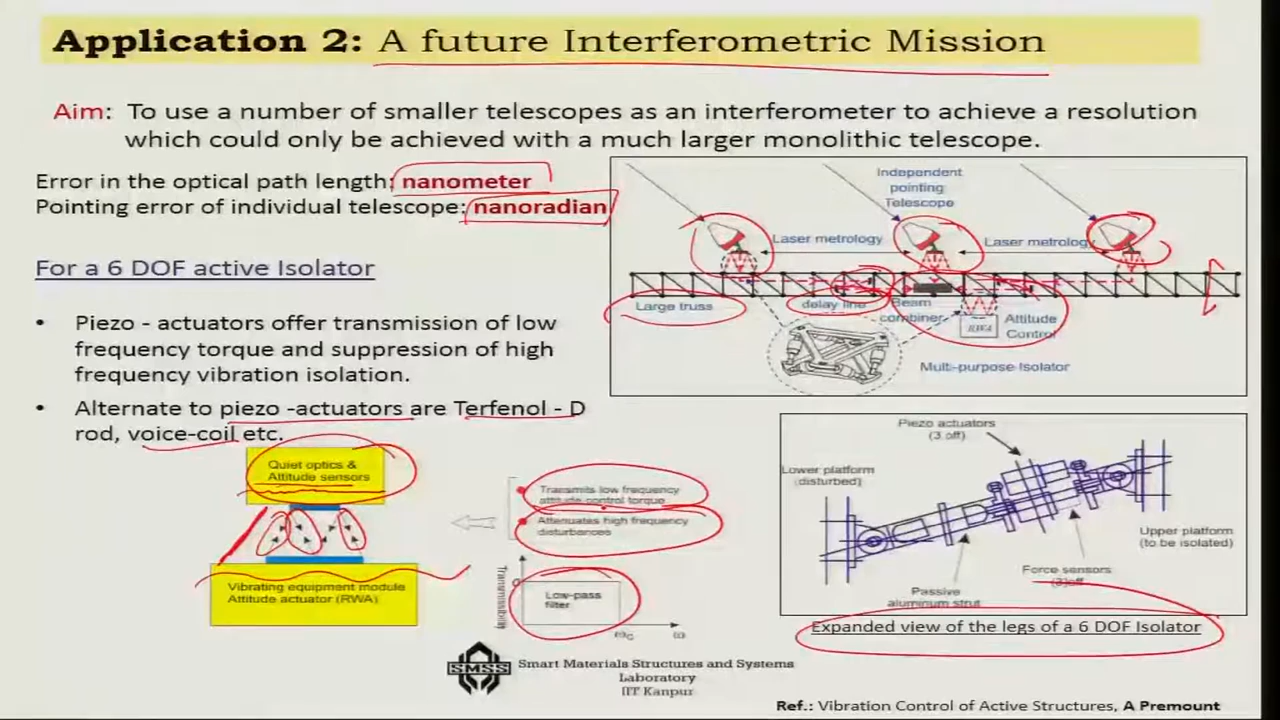 Application 2: A future Interferometric Mission
Aim: To use a number of smaller telescopes as an interferometer to achieve a resolution
which could only be achieved with a much larger monolithic telescope.
Error in the optical path length: nanometer
Pointing error of individual telescope: nanoradian
For a 6 DOF active Isolator
• Piezo - actuators offer transmission of low
frequency torque and suppression of high
frequency vibration isolation.
• Alternate to piezo -actuators are Terfenol - D
rod, voice-coil etc.
Independent
pointing
Telescope
Laser metrology
Laser metrology
Large truss
delay line
Beam
combiner
Attitude
Control
Multi-purpose Isolator
Quiet optics &
Attitude sensors
Vibrating equipment module
Attitude actuator (RWA)
Transmits low frequency
attitude control torque
Attenuates high frequency
disturbances
Transmissibility
Low-pass
filter
Piezo actuators
(3 off)
Lower platform
(disturbed)
Upper platform
(to be isolated)
Force sensors
Passive
aluminum strut
Expanded view of the legs of a 6 DOF Isolator
SMSS
Smart Materials Structures and Systems
Laboratory
IIT Kanpur
Ref.: Vibration Control of Active Structures, A Premount